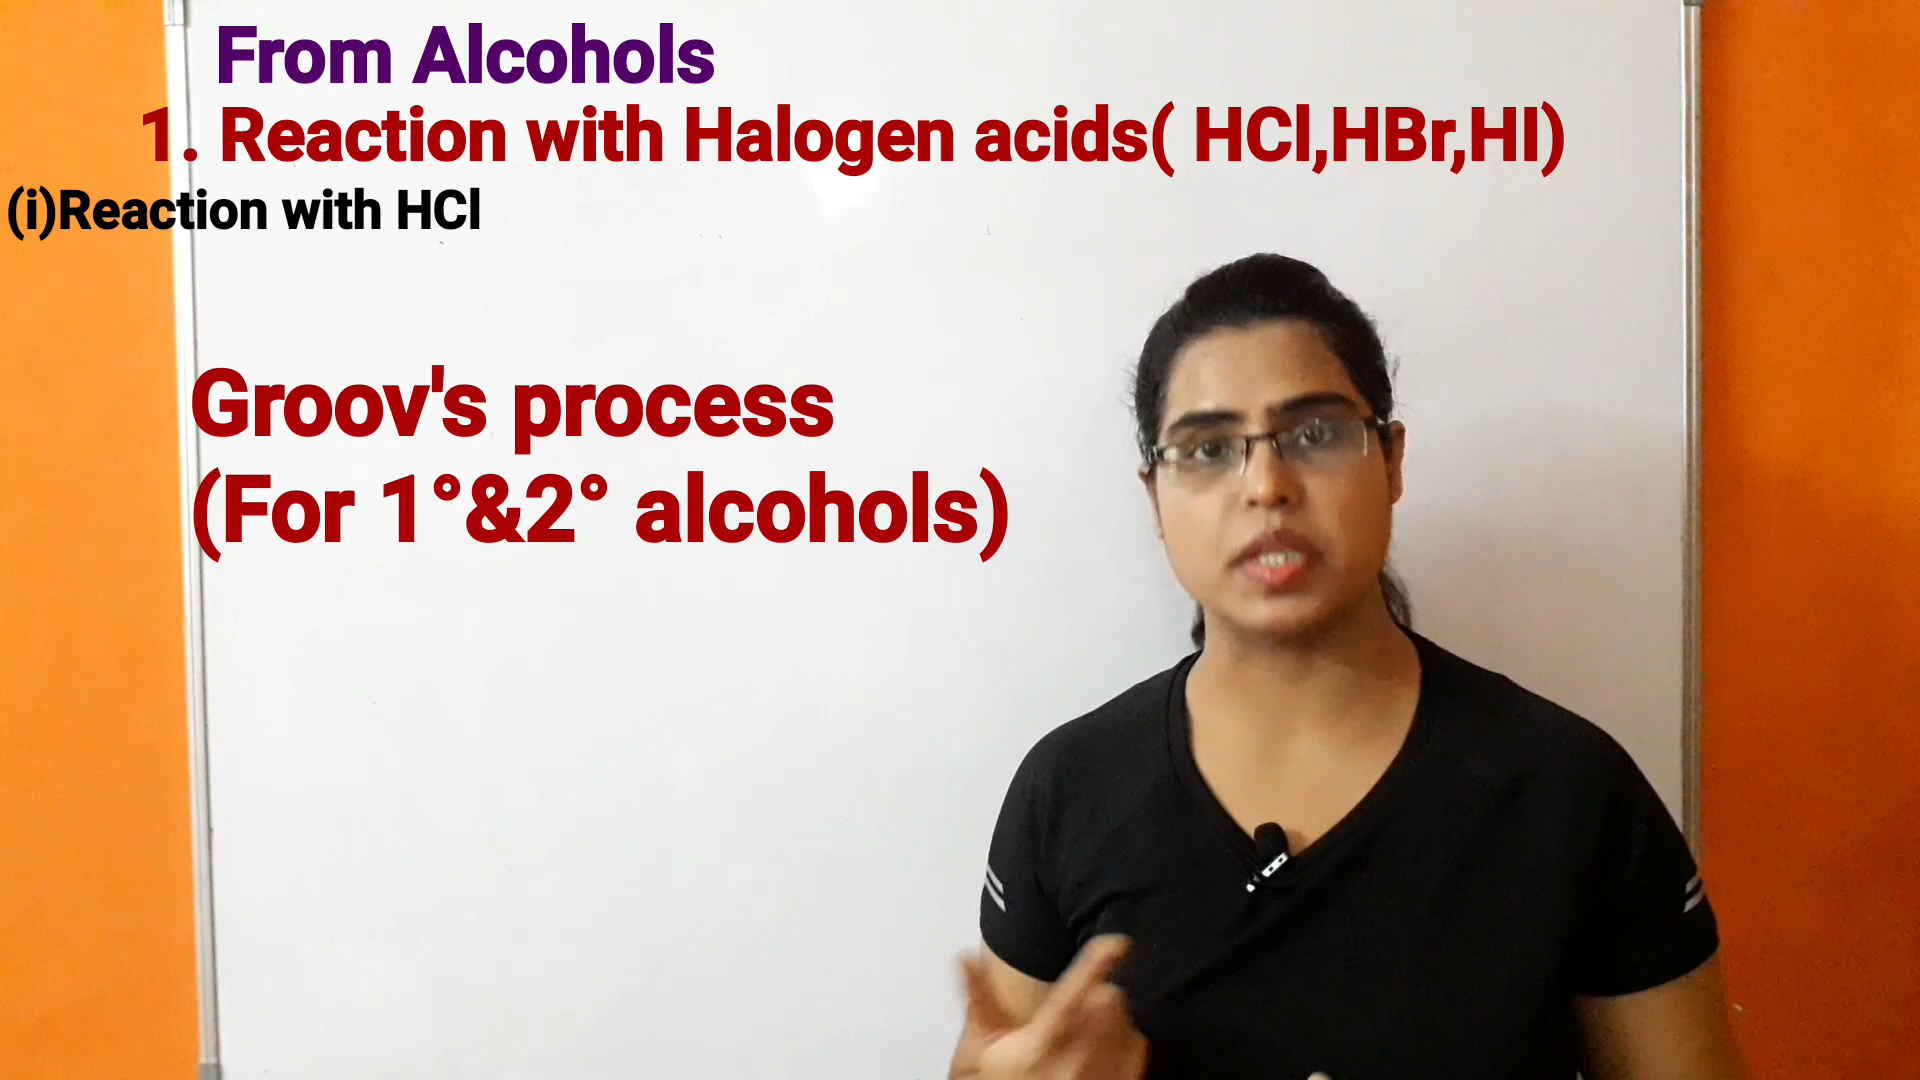 From Alcohols
1. Reaction with Halogen acids( HCl,HBr,HI)
(i)Reaction with HCl
Groov's process
(For 1°&2° alcohols)